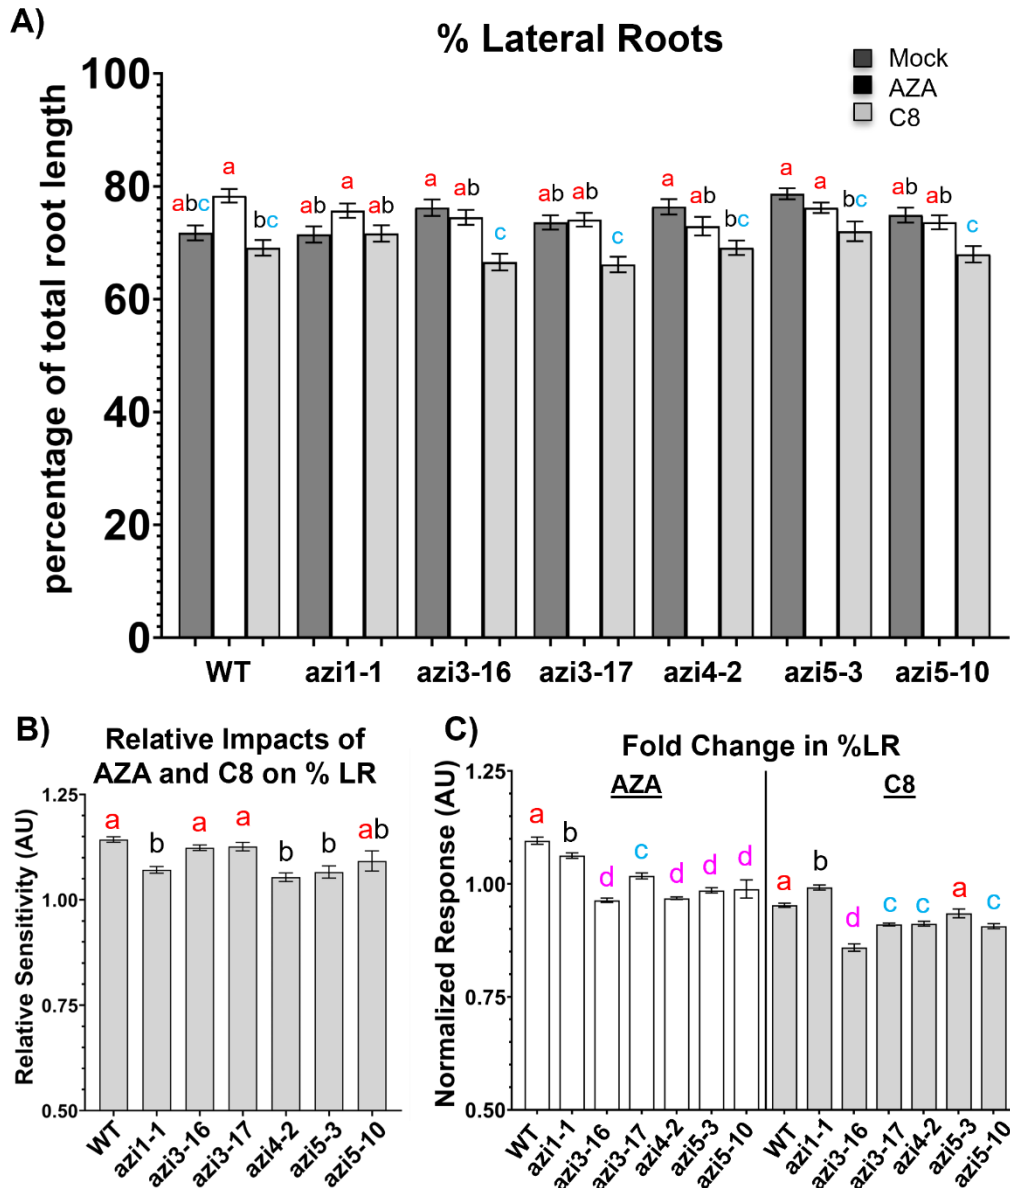 A)
% Lateral Roots
Mock
AZA
C8
percentage of total root length
100
80
60
40
20
0
abc a bc ab a ab a ab c ab ab c a ab bc a a bc ab ab c
WT azi1-1 azi3-16 azi3-17 azi4-2 azi5-3 azi5-10
B)
Relative Impacts of
AZA and C8 on % LR
Relative Sensitivity (AU)
1.25
1.00
0.75
0.50
a b a a b b ab
WT azi1-1 azi3-16 azi3-17 azi4-2 azi5-3 azi5-10
C)
Fold Change in %LR
Normalized Response (AU)
1.25
1.00
0.75
0.50
AZA C8
a b d c d d d a b d c c a c
WT azi1-1 azi3-16 azi3-17 azi4-2 azi5-3 azi5-10 WT azi1-1 azi3-16 azi3-17 azi4-2 azi5-3 azi5-10